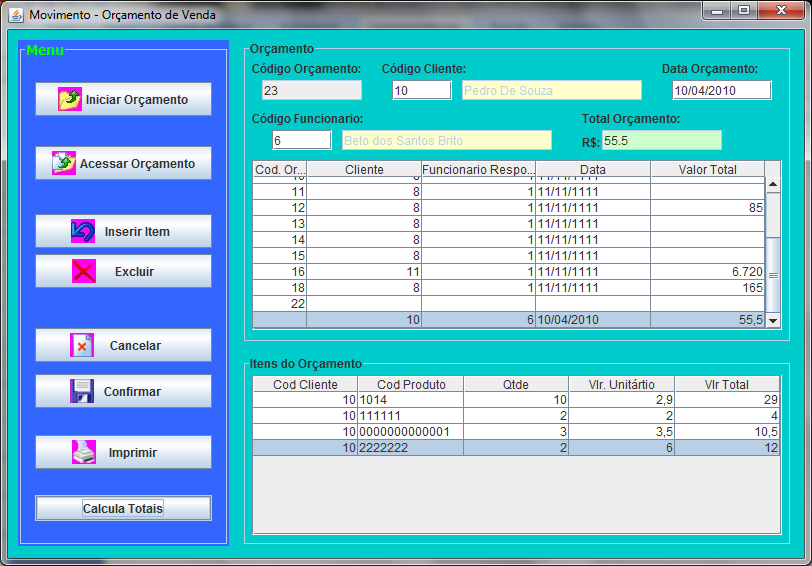 Movimento - Orçamento de Venda
Menu
Iniciar Orçamento
Acessar Orçamento
Inserir Item
Excluir
Cancelar
Confirmar
Imprimir
Calcula Totais
Orçamento
Código Orçamento: Código Cliente: Data Orçamento:
23 10 Pedro De Souza 10/04/2010
Código Funcionario: Total Orçamento:
6 Beto dos Santos Brito R$: 55.5
Cod. Or... Cliente Funcionario Respo... Data Valor Total
10 8 1 11/11/1111
11 8 1 11/11/1111
12 8 1 11/11/1111 85
13 8 1 11/11/1111
14 8 1 11/11/1111
15 8 1 11/11/1111
16 11 1 11/11/1111 6.720
18 8 1 11/11/1111 165
22
10 6 10/04/2010 55,5
Itens do Orçamento
Cod Cliente Cod Produto Qtde Vlr. Unitártio Vlr Total
10 1014 10 2,9 29
10 111111 2 2 4
10 0000000000001 3 3,5 10,5
10 2222222 2 6 12